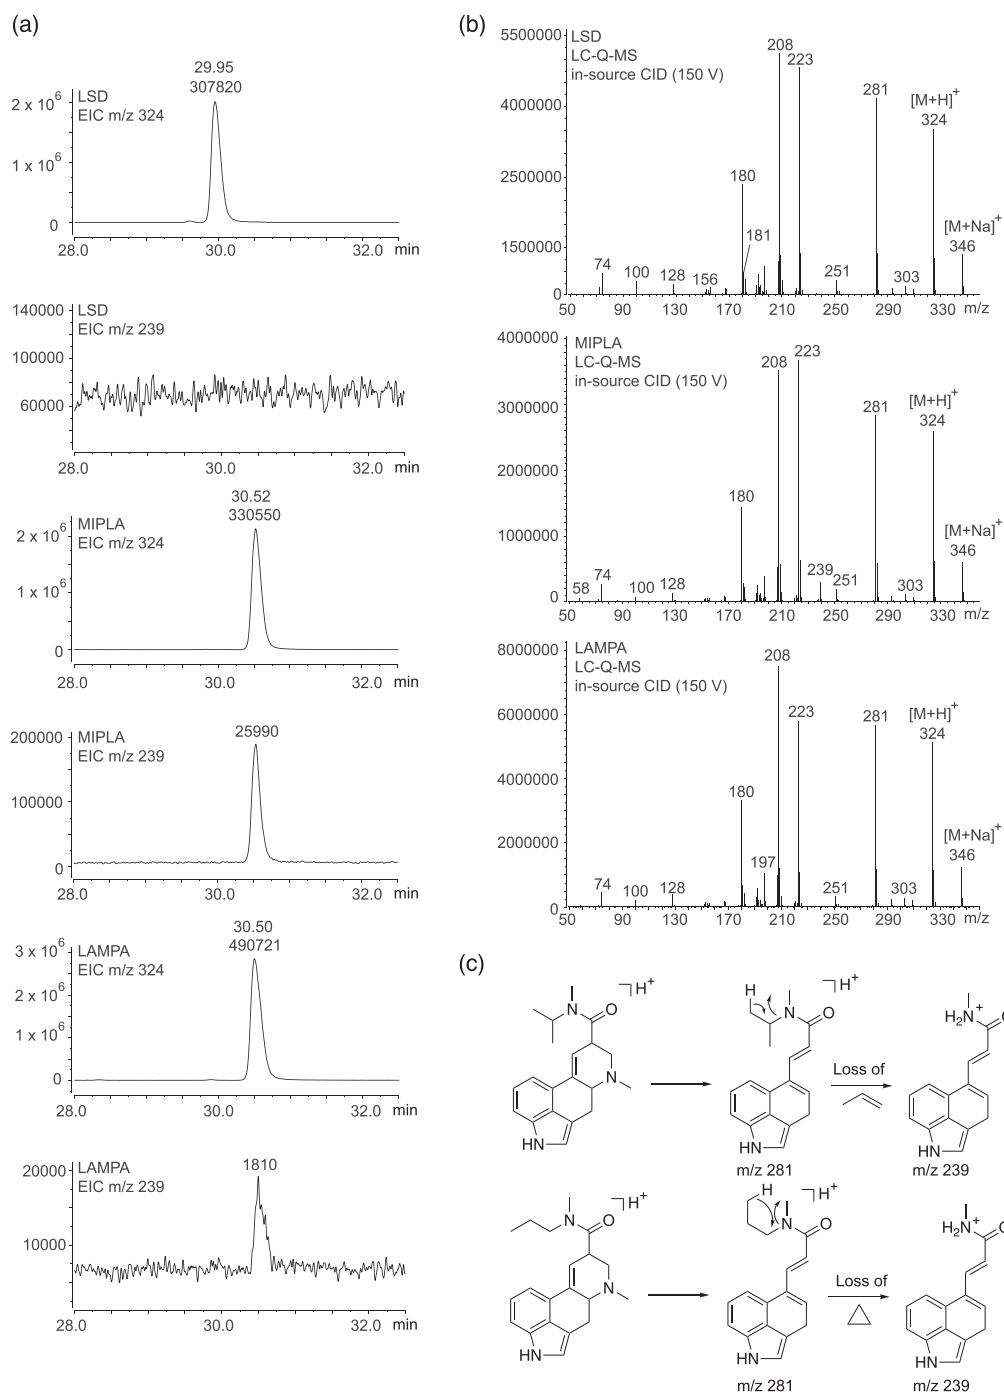 (a)
29.95
307820
LSD
EIC m/z 324
2 x 10^6
1 x 10^6
0
28.0 30.0 32.0 min
LSD
EIC m/z 239
140000
100000
60000
28.0 30.0 32.0 min
30.52
330550
MIPLA
EIC m/z 324
2 x 10^6
1 x 10^6
0
28.0 30.0 32.0 min
25990
MIPLA
EIC m/z 239
200000
100000
0
28.0 30.0 32.0 min
30.50
490721
LAMPA
EIC m/z 324
3 x 10^6
2 x 10^6
1 x 10^6
0
28.0 30.0 32.0 min
1810
LAMPA
EIC m/z 239
20000
10000
28.0 30.0 32.0 min
(b)
LSD
LC-Q-MS
in-source CID (150 V)
5500000
4000000
2500000
1500000
0
74 100 128 156 180 181 208 223 251 281 303
[M+H]+
324
[M+Na]+
346
50 90 130 170 210 250 290 330 m/z
MIPLA
LC-Q-MS
in-source CID (150 V)
4000000
3000000
2000000
1000000
0
58 74 100 128 180 208 223 239 251 281 303
[M+H]+
324
[M+Na]+
346
50 90 130 170 210 250 290 330 m/z
LAMPA
LC-Q-MS
in-source CID (150 V)
8000000
6000000
4000000
2000000
0
74 100 128 180 197 208 223 251 281 303
[M+H]+
324
[M+Na]+
346
50 90 130 170 210 250 290 330 m/z
(c)
N O H+ N HN
H N O H+ HN
m/z 281
Loss of
H2N+ O HN
m/z 239
N O H+ N HN
H N O H+ HN
m/z 281
Loss of
H2N+ O HN
m/z 239